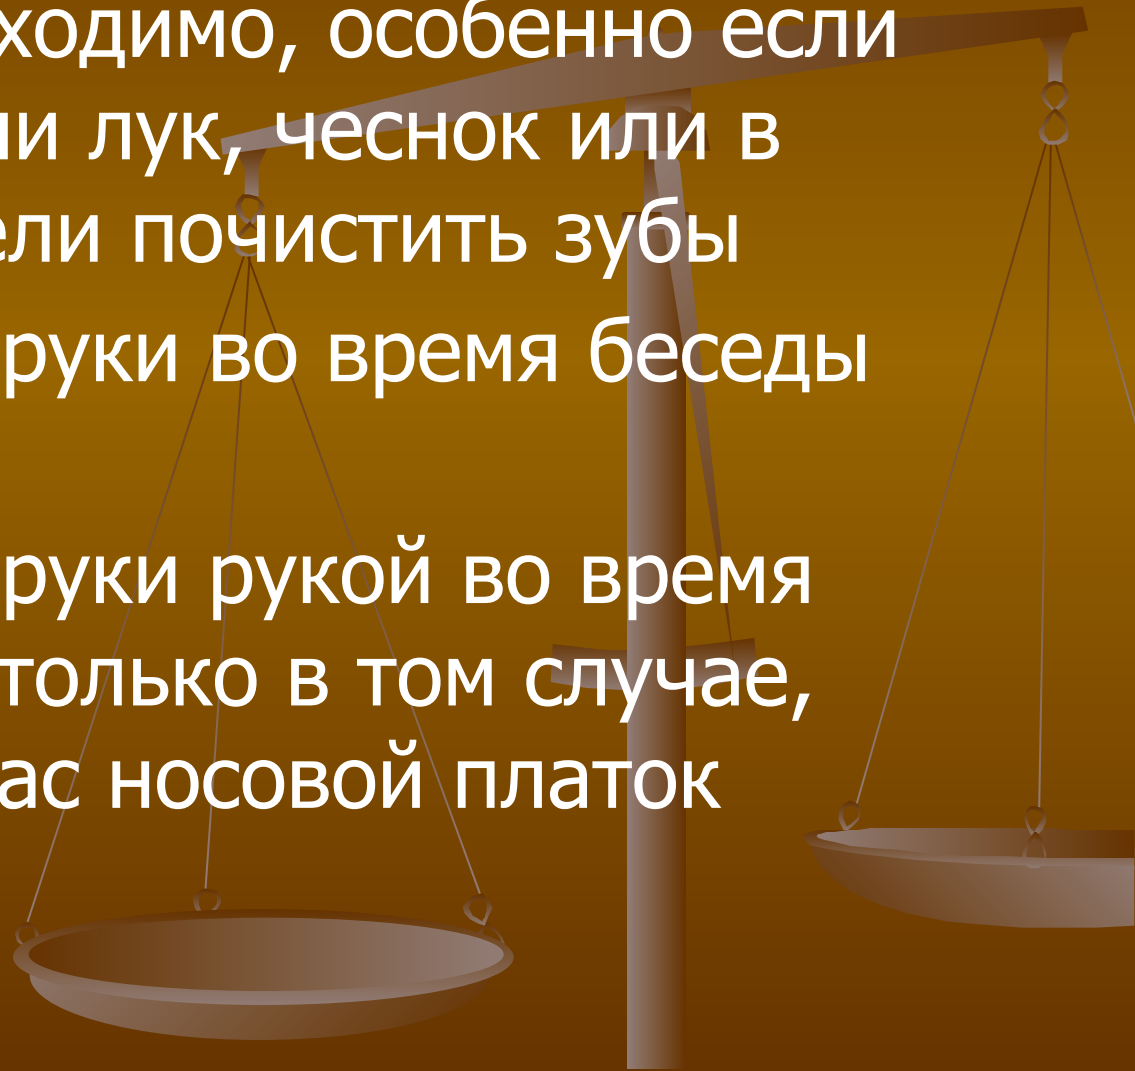 ходимо, особенно если
ли лук, чеснок или в
ели почистить зубы
руки во время беседы
руки рукой во время
только в том случае,
ас носовой платок